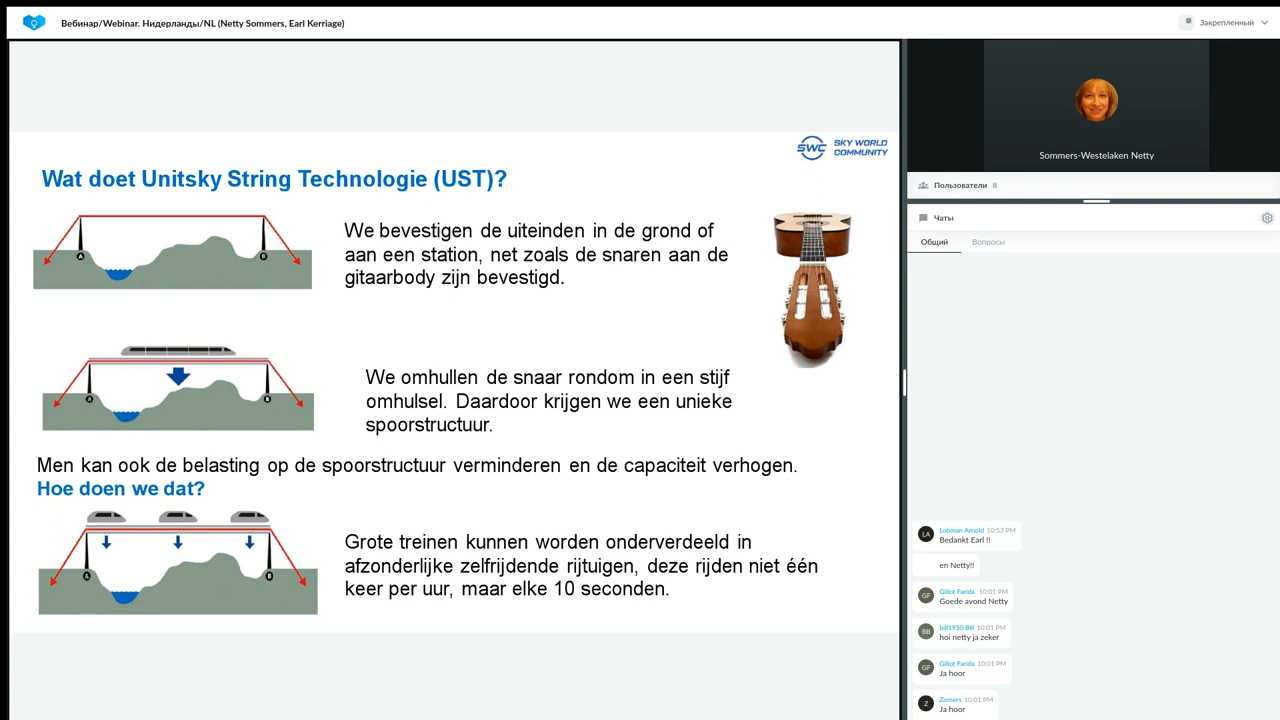 Вебинар/Webinar. Нидерланды/NL (Netty Sommers, Earl Kerriage)
Закрепленный
SWC SKY WORLD
COMMUNITY
Wat doet Unitsky String Technologie (UST)?
A
B
We bevestigen de uiteinden in de grond of
aan een station, net zoals de snaren aan de
gitaarbody zijn bevestigd.
A
B
We omhullen de snaar rondom in een stijf
omhulsel. Daardoor krijgen we een unieke
spoorstructuur.
Men kan ook de belasting op de spoorstructuur verminderen en de capaciteit verhogen.
Hoe doen we dat?
A
B
Grote treinen kunnen worden onderverdeeld in
afzonderlijke zelfrijdende rijtuigen, deze rijden niet één
keer per uur, maar elke 10 seconden.
Sommers-Westelaken Netty
Пользователи 8
Чаты
Общий Вопросы
LA Lobman Arnold 10:53 PM
Bedankt Earl !!
en Netty!!
GF Gillot Farida 10:01 PM
Goede avond Netty
BB bill1950 Bill 10:01 PM
hoi netty ja zeker
GF Gillot Farida 10:01 PM
Ja hoor
Z Zomers 10:01 PM
Ja hoor